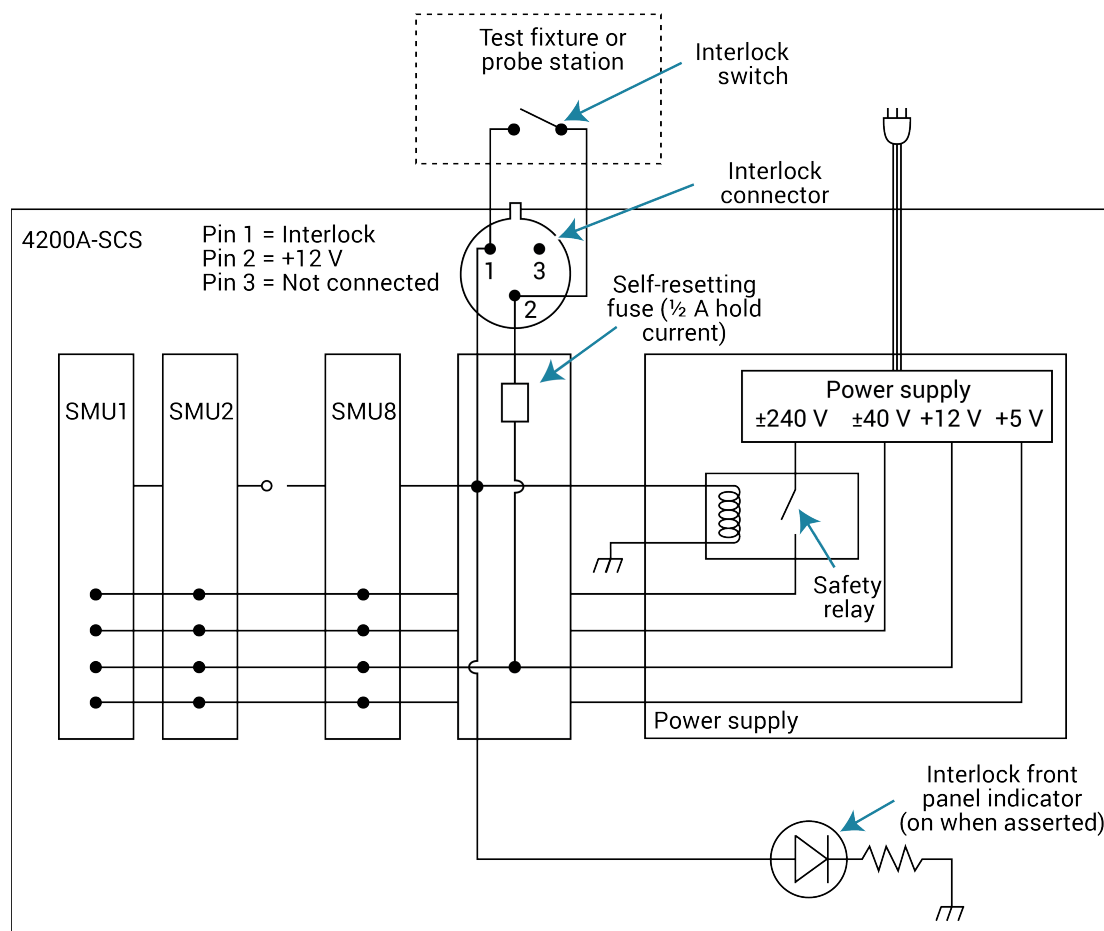 Test fixture or
probe station
Interlock
switch
Interlock
connector
4200A-SCS
Pin 1 = Interlock
Pin 2 = +12 V
Pin 3 = Not connected
1
3
2
Self-resetting
fuse (½ A hold
current)
SMU1
SMU2
SMU8
Power supply
±240 V ±40 V +12 V +5 V
Safety
relay
Power supply
Interlock front
panel indicator
(on when asserted)